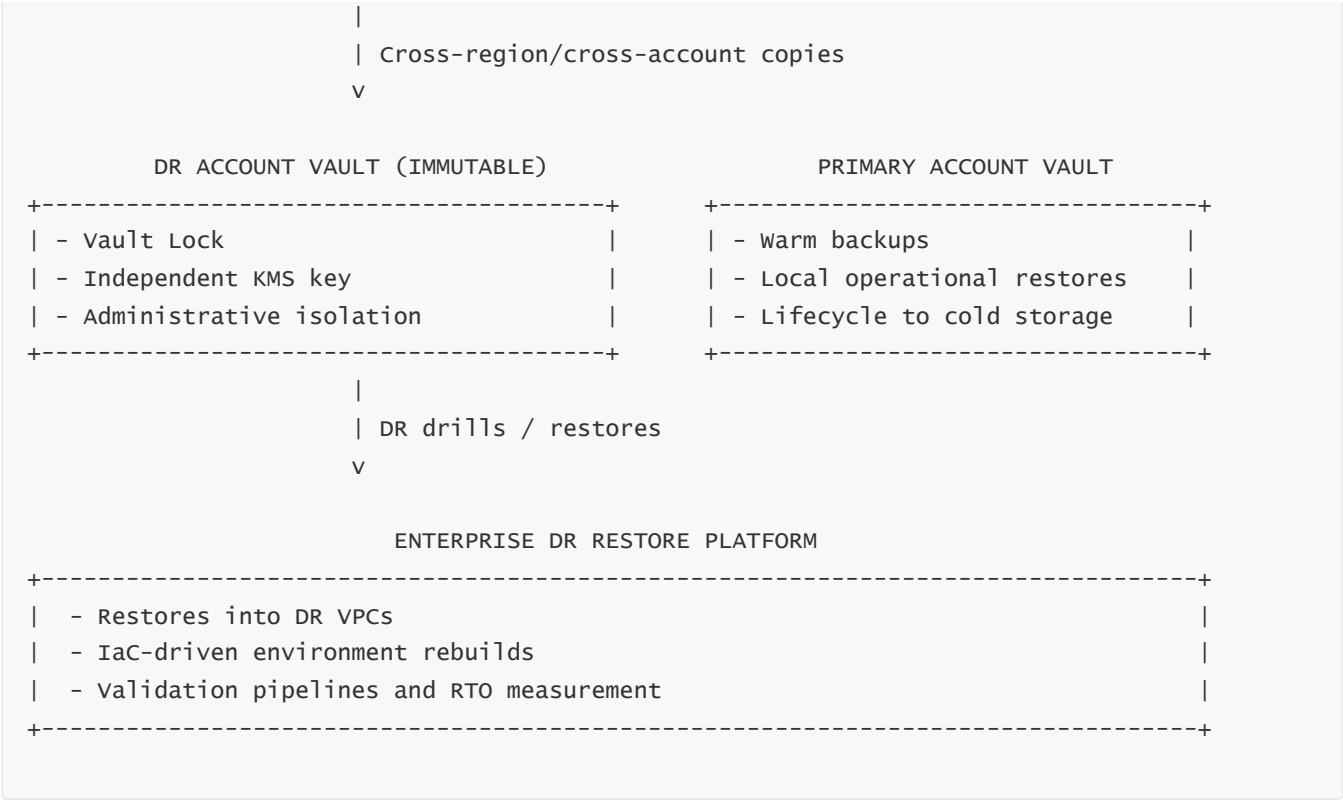 |
                       | Cross-region/cross-account copies
                       v

         DR ACCOUNT VAULT (IMMUTABLE)                   PRIMARY ACCOUNT VAULT
+----------------------------------------+      +----------------------------------+
| - Vault Lock                           |      | - Warm backups                   |
| - Independent KMS key                  |      | - Local operational restores     |
| - Administrative isolation             |      | - Lifecycle to cold storage      |
+----------------------------------------+      +----------------------------------+
                       |
                       | DR drills / restores
                       v

                          ENTERPRISE DR RESTORE PLATFORM
+----------------------------------------------------------------------------------+
|  - Restores into DR VPCs                                                         |
|  - IaC-driven environment rebuilds                                               |
|  - Validation pipelines and RTO measurement                                      |
+----------------------------------------------------------------------------------+